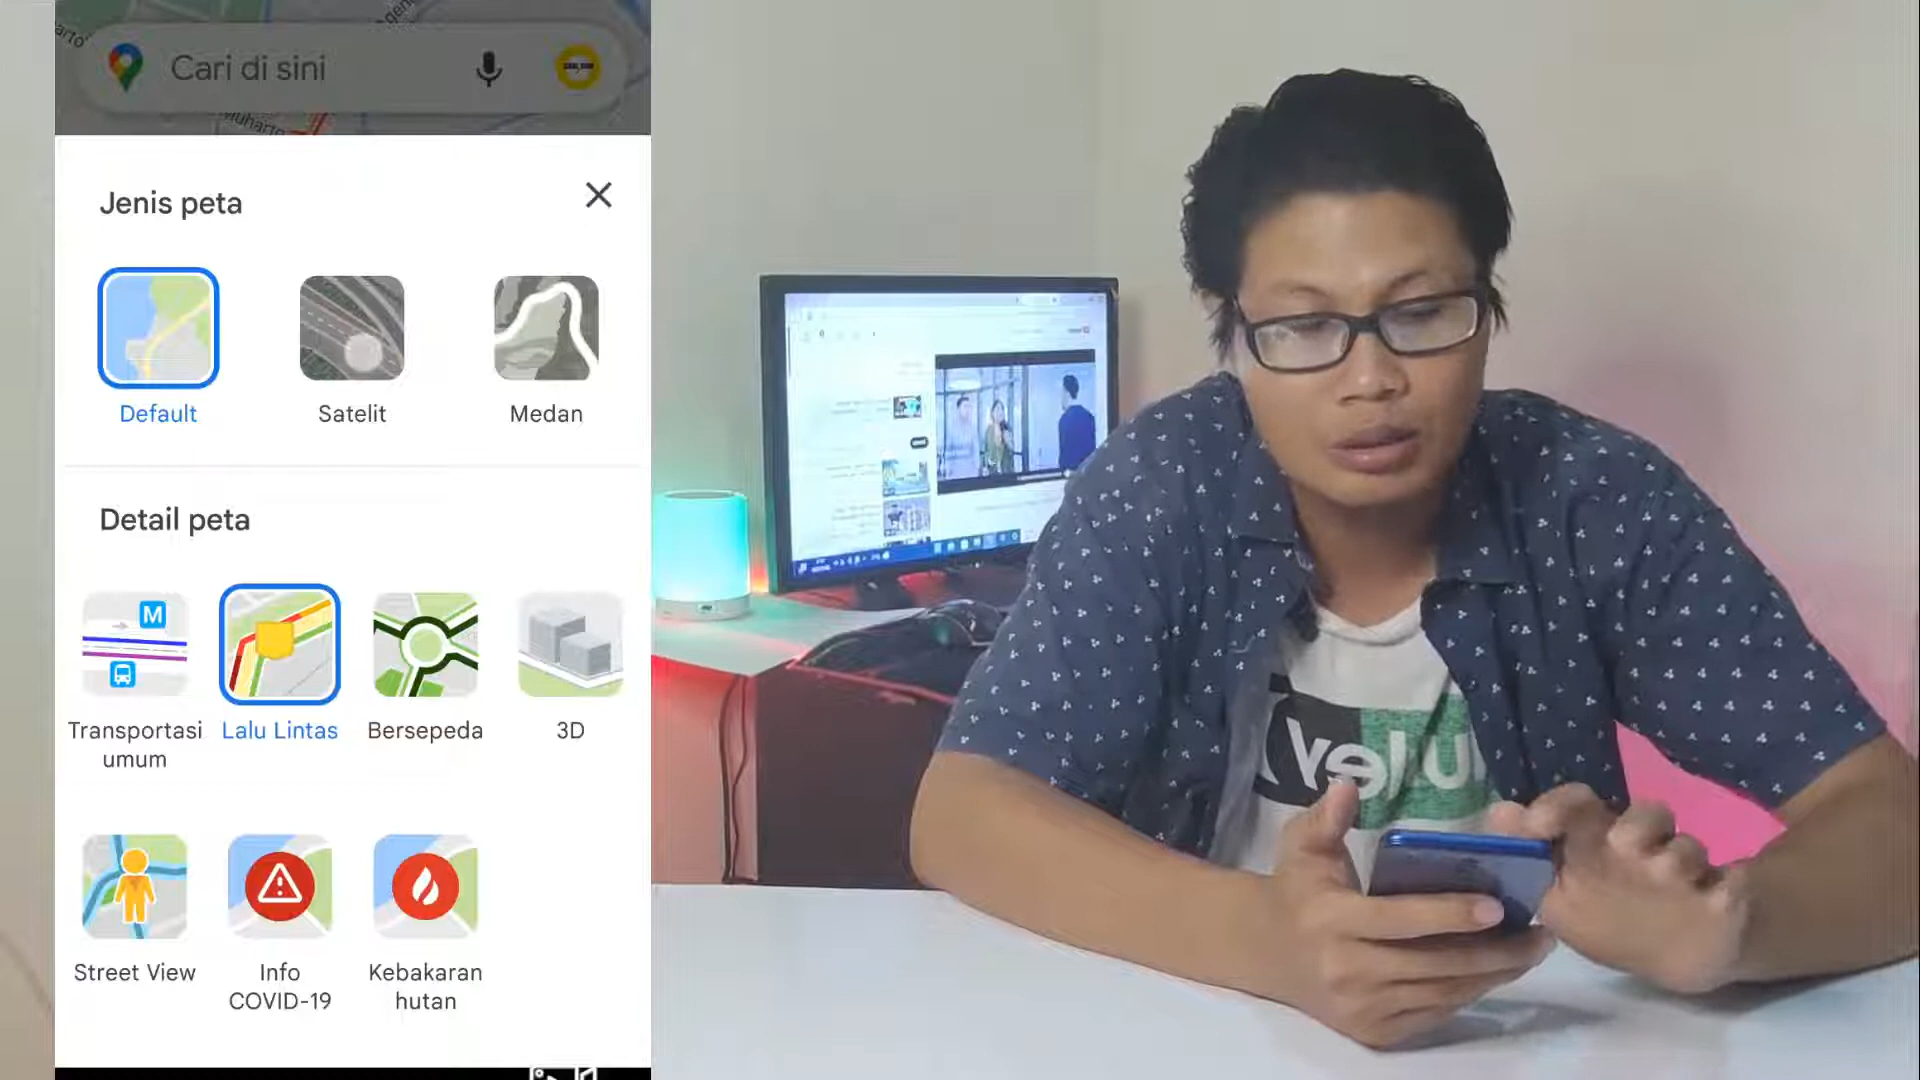 Muharto
Cari di sini
Jenis peta
Default
Satelit
Medan
Detail peta
M
Transportasi umum
Lalu Lintas
Bersepeda
3D
Street View
Info
COVID-19
Kebakaran
hutan